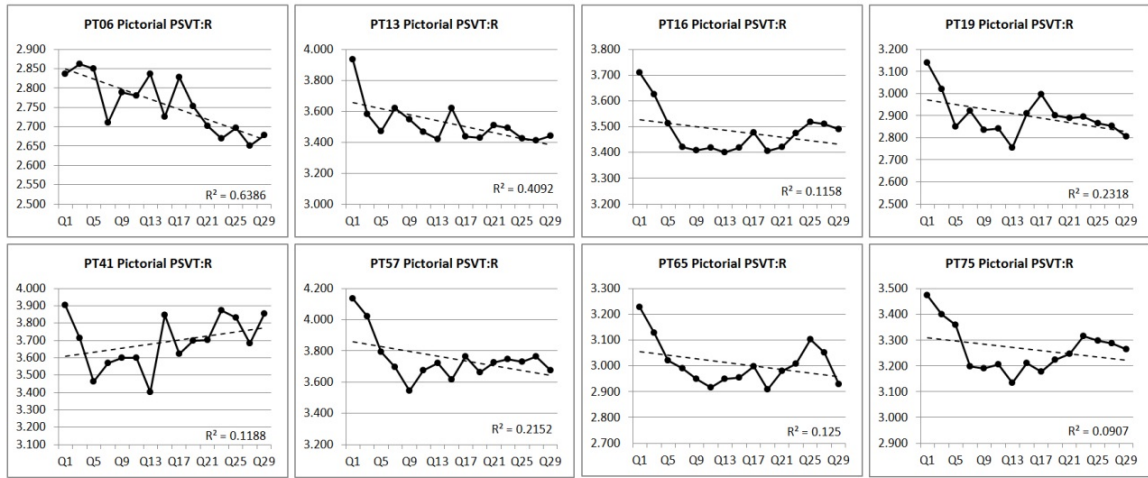 PT06 Pictorial PSVT:R
2.900
2.850
2.800
2.750
2.700
2.650
2.600
2.550
2.500
R² = 0.6386
Q1 Q5 Q9 Q13 Q17 Q21 Q25 Q29
PT13 Pictorial PSVT:R
4.000
3.800
3.600
3.400
3.200
3.000
R² = 0.4092
Q1 Q5 Q9 Q13 Q17 Q21 Q25 Q29
PT16 Pictorial PSVT:R
3.800
3.700
3.600
3.500
3.400
3.300
3.200
R² = 0.1158
Q1 Q5 Q9 Q13 Q17 Q21 Q25 Q29
PT19 Pictorial PSVT:R
3.200
3.100
3.000
2.900
2.800
2.700
2.600
2.500
R² = 0.2318
Q1 Q5 Q9 Q13 Q17 Q21 Q25 Q29
PT41 Pictorial PSVT:R
4.000
3.900
3.800
3.700
3.600
3.500
3.400
3.300
3.200
3.100
R² = 0.1188
Q1 Q5 Q9 Q13 Q17 Q21 Q25 Q29
PT57 Pictorial PSVT:R
4.200
4.000
3.800
3.600
3.400
3.200
R² = 0.2152
Q1 Q5 Q9 Q13 Q17 Q21 Q25 Q29
PT65 Pictorial PSVT:R
3.300
3.200
3.100
3.000
2.900
2.800
2.700
R² = 0.125
Q1 Q5 Q9 Q13 Q17 Q21 Q25 Q29
PT75 Pictorial PSVT:R
3.500
3.400
3.300
3.200
3.100
3.000
2.900
R² = 0.0907
Q1 Q5 Q9 Q13 Q17 Q21 Q25 Q29